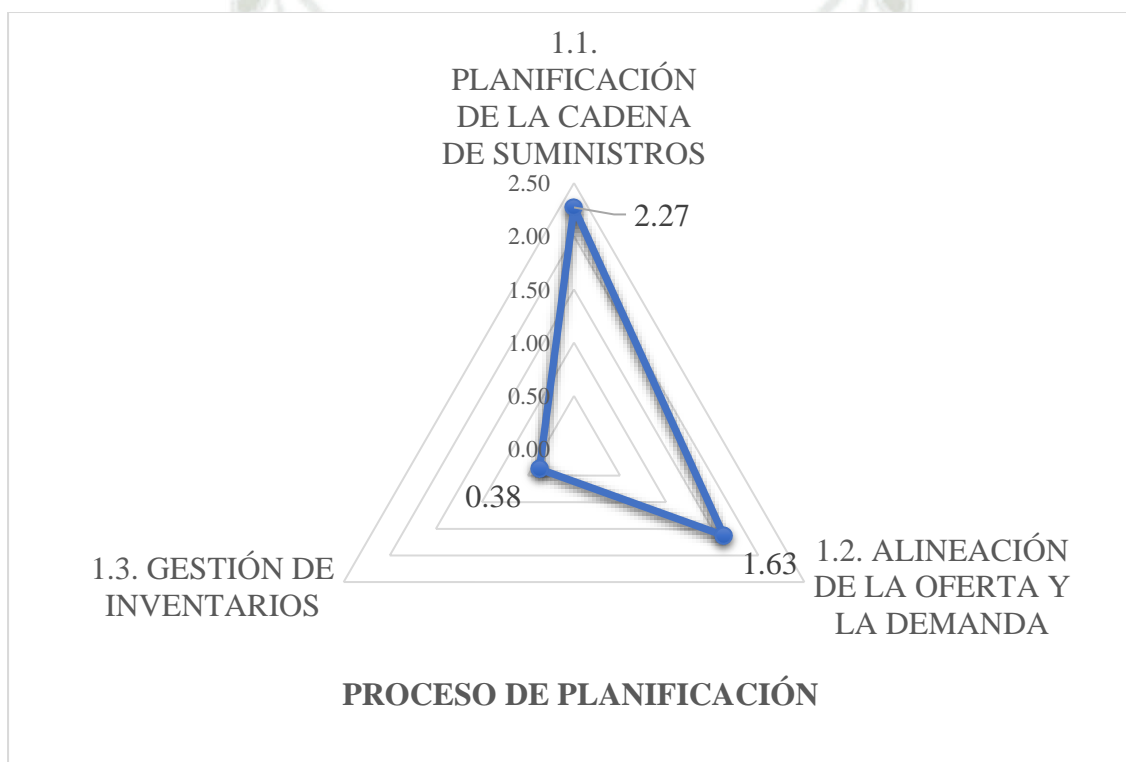 1.1.
PLANIFICACIÓN
DE LA CADENA
DE SUMINISTROS
2.50
2.27
2.00
1.50
1.00
0.50
0.00
0.38
1.63
1.3. GESTIÓN DE
INVENTARIOS
1.2. ALINEACIÓN
DE LA OFERTA Y
LA DEMANDA
PROCESO DE PLANIFICACIÓN